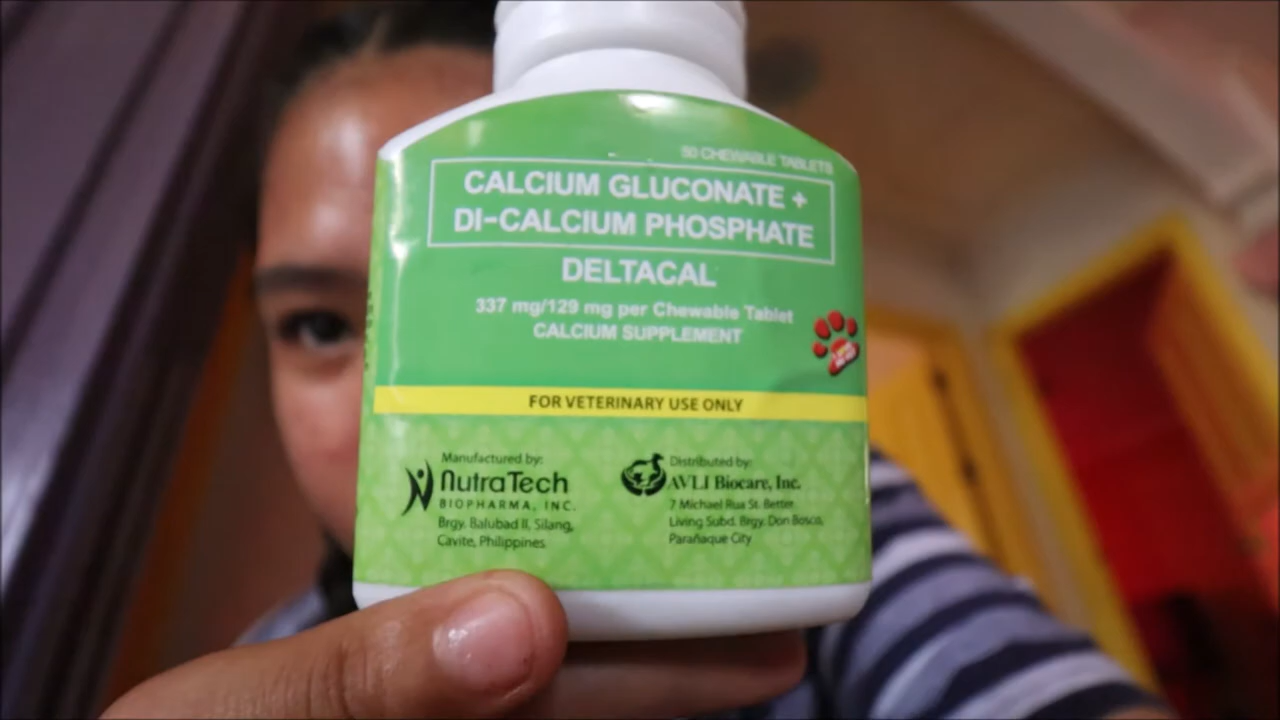 50 CHEWABLE TABLETS
CALCIUM GLUCONATE +
DI-CALCIUM PHOSPHATE
DELTACAL
337 mg/129 mg per Chewable Tablet
CALCIUM SUPPLEMENT
FOR VETERINARY USE ONLY
Manufactured by:
NutraTech
BIOPHARMA, INC.
Brgy. Balubad II, Silang,
Cavite, Philippines
Distributed by:
AVLI Biocare, Inc.
7 Michael Rua St. Better
Living Subd. Brgy. Don Bosco,
Parañaque City